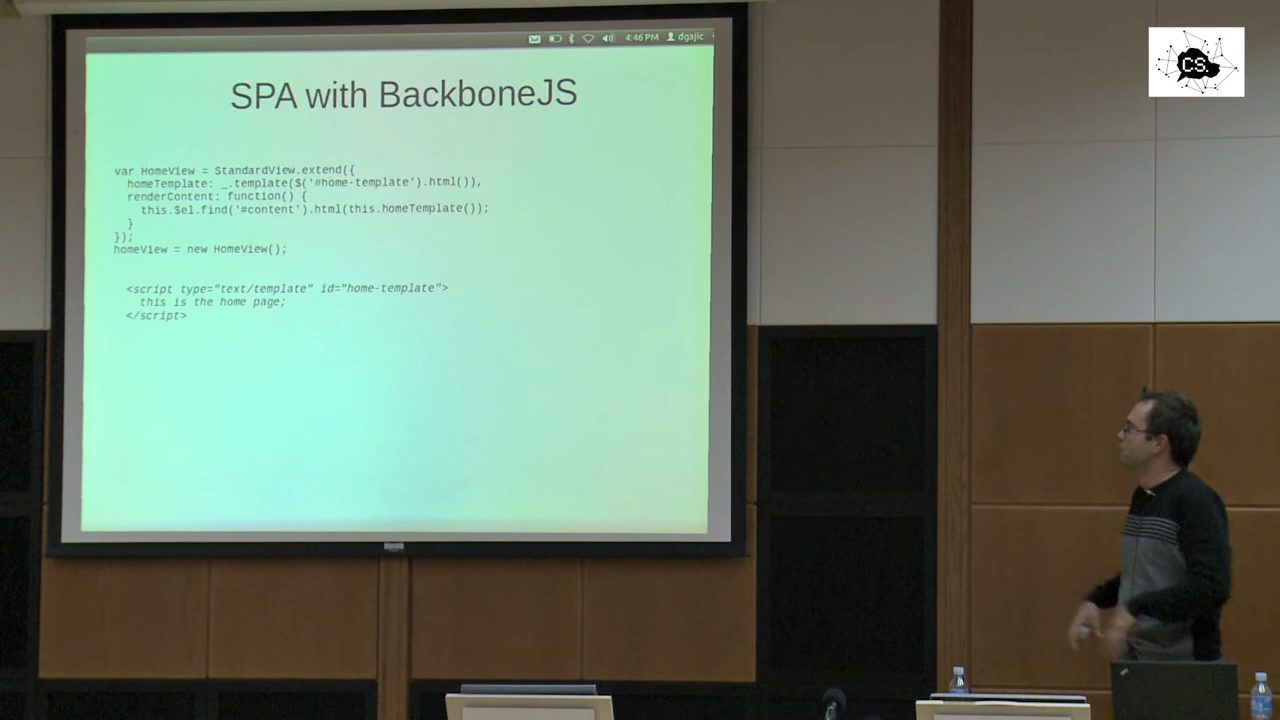 4:46 PM dgajic
CS.
SPA with BackboneJS
var HomeView = StandardView.extend({
homeTemplate: _.template($('#home-template').html()),
renderContent: function() {
this.$el.find('#content').html(this.homeTemplate());
}
});
homeView = new HomeView();
<script type="text/template" id="home-template">
this is the home page;
</script>